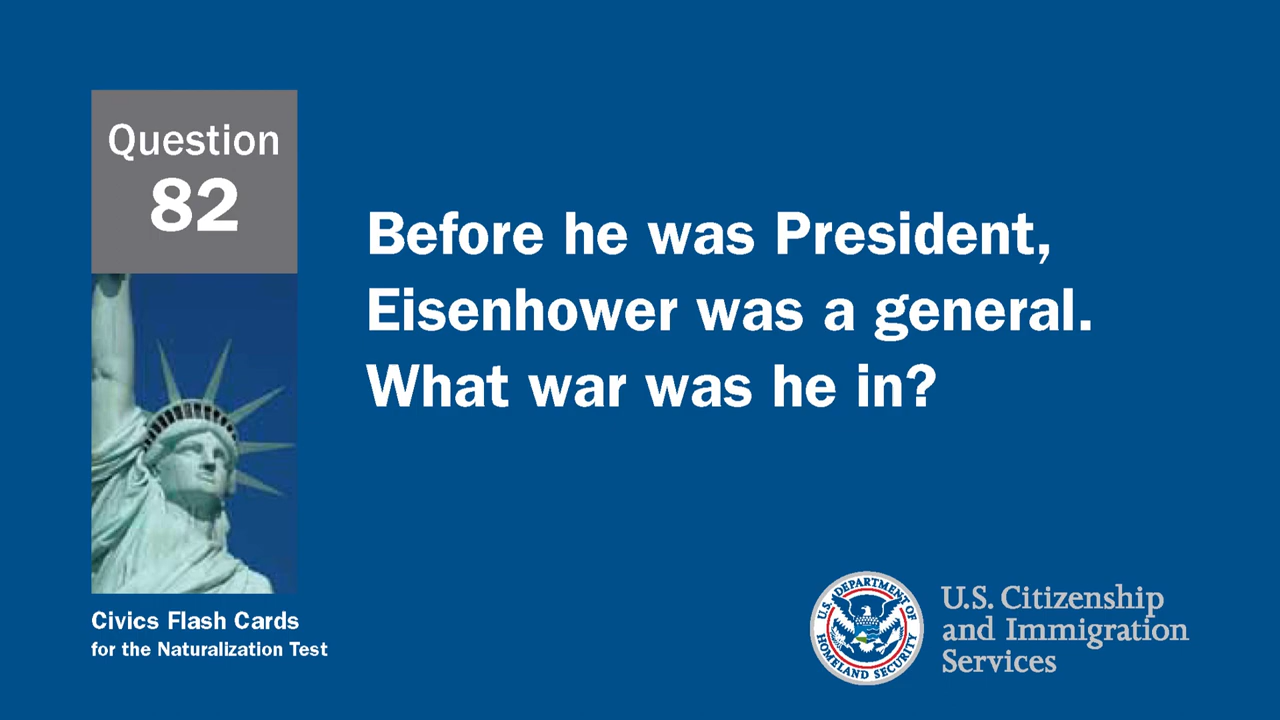 Question
82
Before he was President,
Eisenhower was a general.
What war was he in?
Civics Flash Cards
for the Naturalization Test
U.S. DEPARTMENT OF
HOMELAND SECURITY
U.S. Citizenship
and Immigration
Services